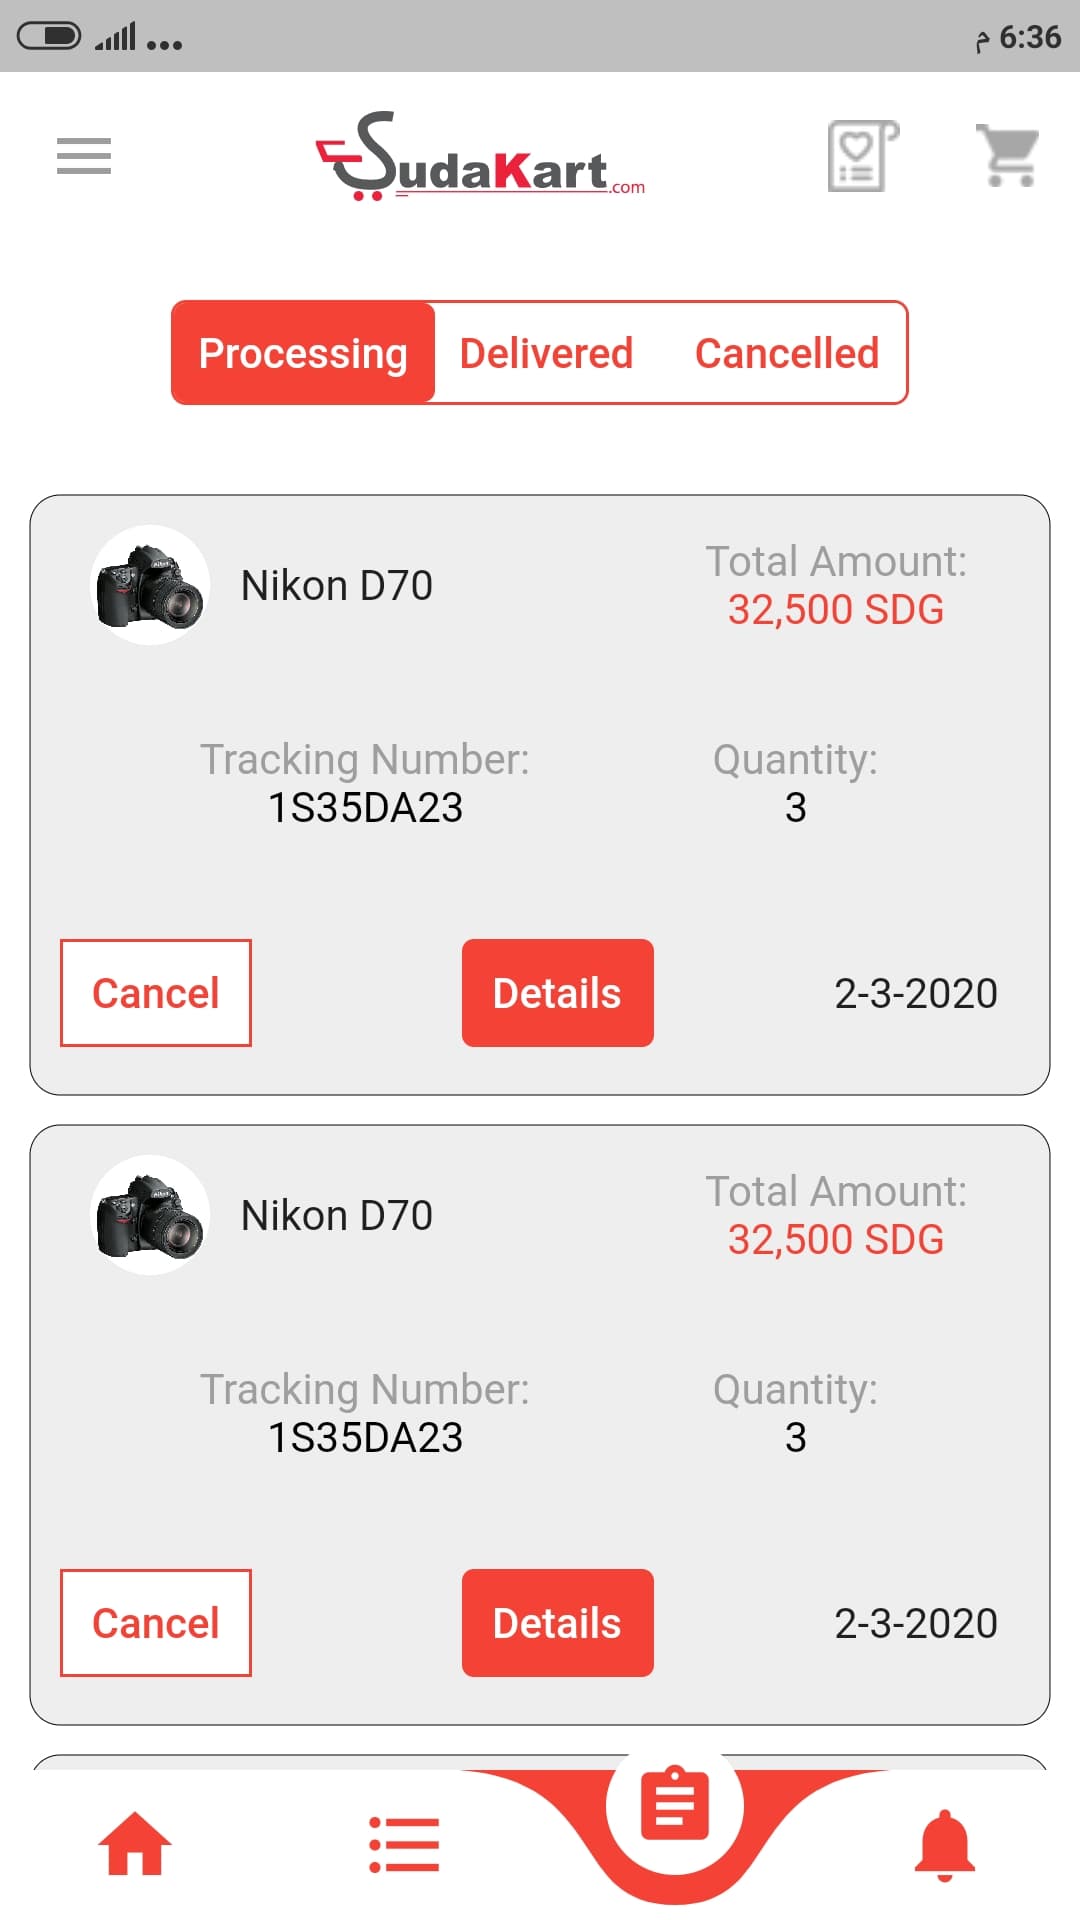 6:36 م
SudaKart.com
Processing Delivered Cancelled
Nikon D70
Total Amount:
32,500 SDG
Tracking Number:
1S35DA23
Quantity:
3
Cancel Details 2-3-2020
Nikon D70
Total Amount:
32,500 SDG
Tracking Number:
1S35DA23
Quantity:
3
Cancel Details 2-3-2020